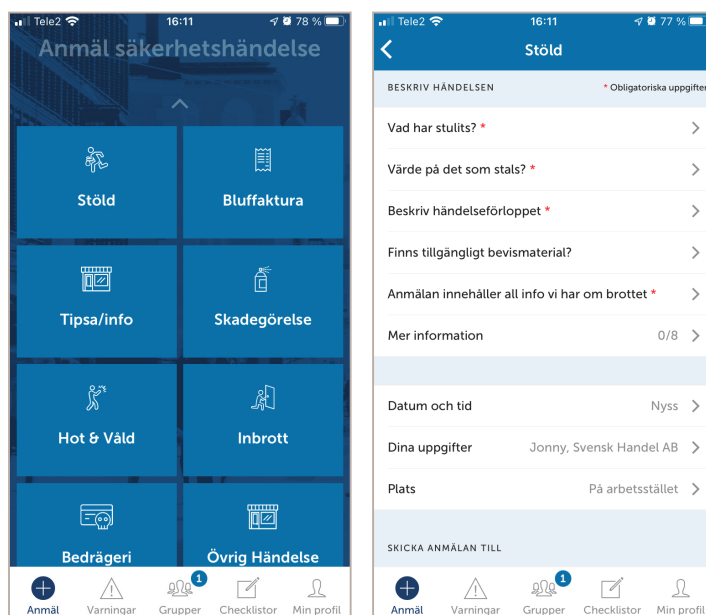 Tele2 16:11 78 %
Anmäl säkerhetshändelse
Stöld
Bluffaktura
Tipsa/info
Skadegörelse
Hot & Våld
Inbrott
Bedrägeri
Övrig Händelse
1
Anmäl Varningar Grupper Checklistor Min profil
Tele2 16:11 77 %
Stöld
BESKRIV HÄNDELSEN * Obligatoriska uppgifter
Vad har stulits? *
Värde på det som stals? *
Beskriv händelseförloppet *
Finns tillgängligt bevismaterial?
Anmälan innehåller all info vi har om brottet *
Mer information 0/8
Datum och tid Nyss
Dina uppgifter Jonny, Svensk Handel AB
Plats På arbetsstället
SKICKA ANMÄLAN TILL
1
Anmäl Varningar Grupper Checklistor Min profil